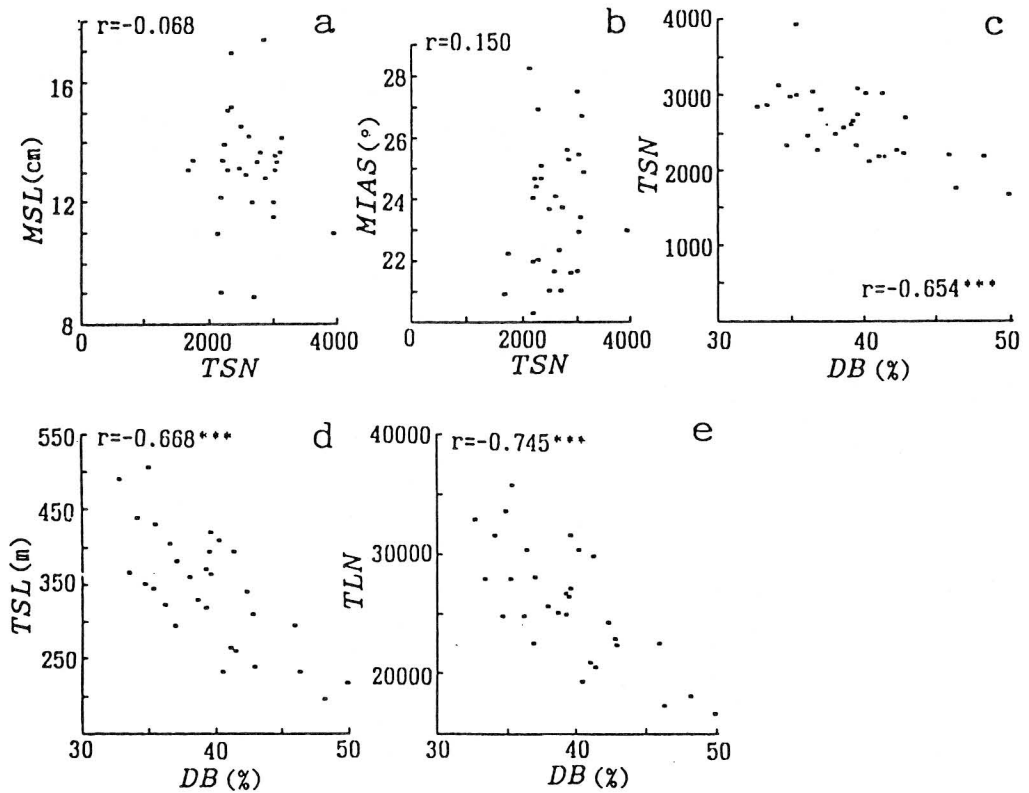 r=-0.068
a
16
12
8
MSL(cm)
0
2000
4000
TSN
r=0.150
b
28
26
24
22
MIAS(°)
0
2000
4000
TSN
c
4000
3000
2000
1000
TSN
r=-0.654***
30
40
50
DB(%)
r=-0.668***
d
550
450
350
250
TSL(m)
30
40
50
DB(%)
r=-0.745***
e
40000
30000
20000
TLN
30
40
50
DB(%)